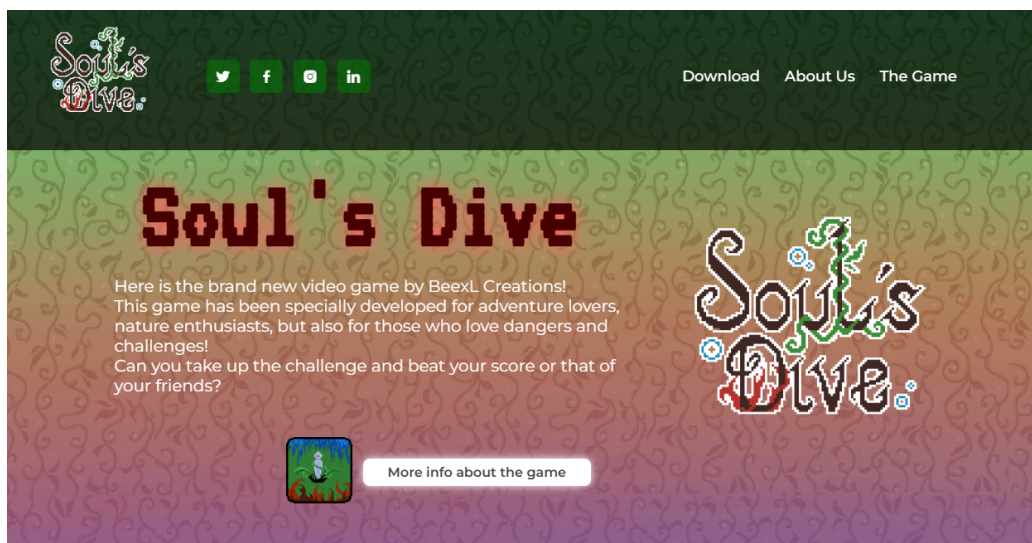 Soul's
Dive
Download About Us The Game
Soul's Dive
Here is the brand new video game by BeexL Creations!
This game has been specially developed for adventure lovers,
nature enthusiasts, but also for those who love dangers and
challenges!
Can you take up the challenge and beat your score or that of
your friends?
Soul's
Dive
More info about the game